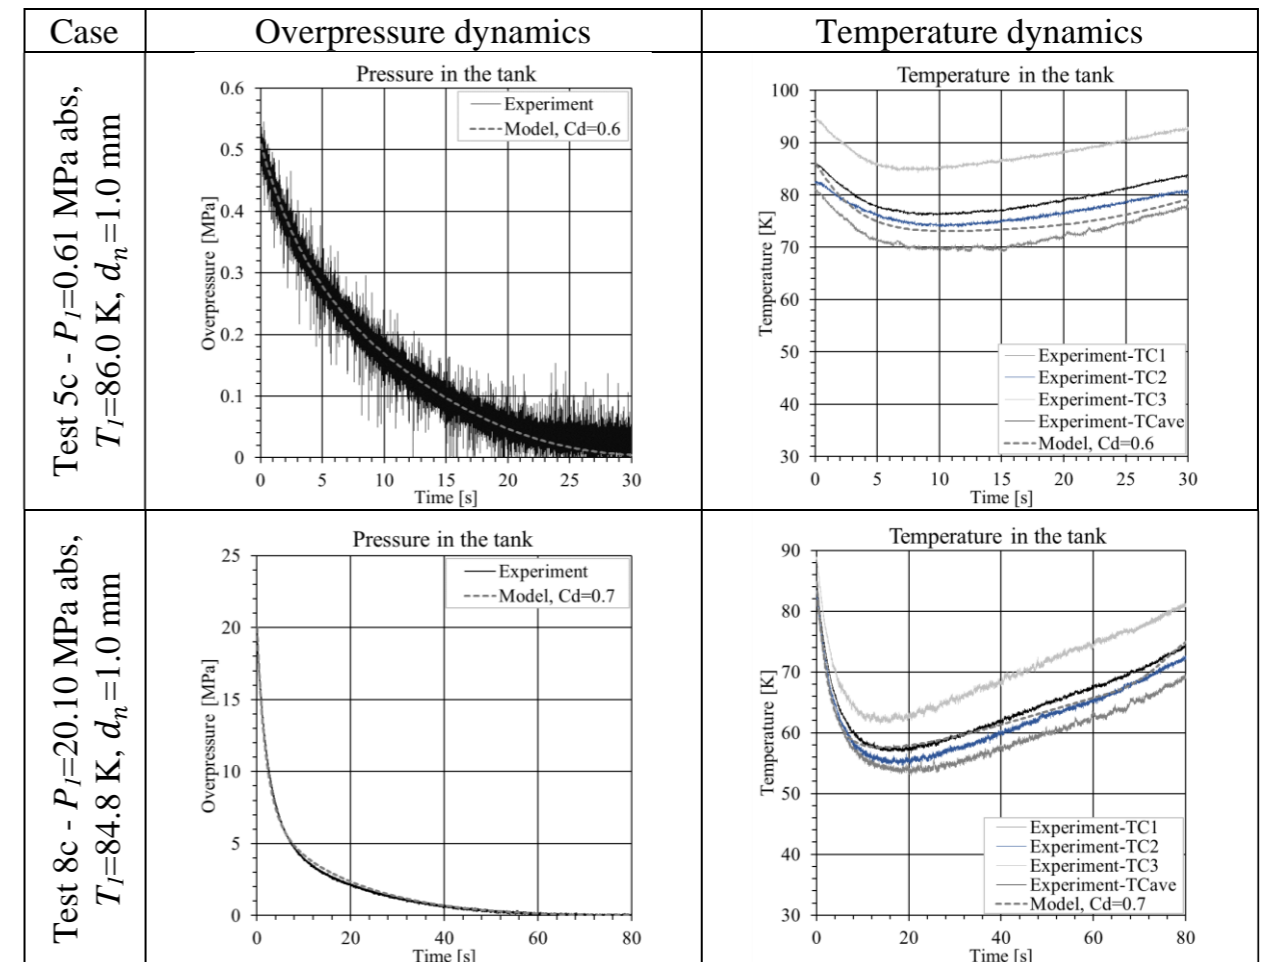 Case
Overpressure dynamics
Temperature dynamics
Test 5c - P1=0.61 MPa abs,
T1=86.0 K, dn=1.0 mm
Pressure in the tank
Overpressure [MPa]
0.6
0.5
0.4
0.3
0.2
0.1
0
Experiment
Model, Cd=0.6
0 5 10 15 20 25 30
Time [s]
Temperature in the tank
Temperature [K]
100
90
80
70
60
50
40
30
Experiment-TC1
Experiment-TC2
Experiment-TC3
Experiment-TCave
Model, Cd=0.6
0 5 10 15 20 25 30
Time [s]
Test 8c - P1=20.10 MPa abs,
T1=84.8 K, dn=1.0 mm
Pressure in the tank
Overpressure [MPa]
25
20
15
10
5
0
Experiment
Model, Cd=0.7
0 20 40 60 80
Time [s]
Temperature in the tank
Temperature [K]
90
80
70
60
50
40
30
Experiment-TC1
Experiment-TC2
Experiment-TC3
Experiment-TCave
Model, Cd=0.7
0 20 40 60 80
Time [s]